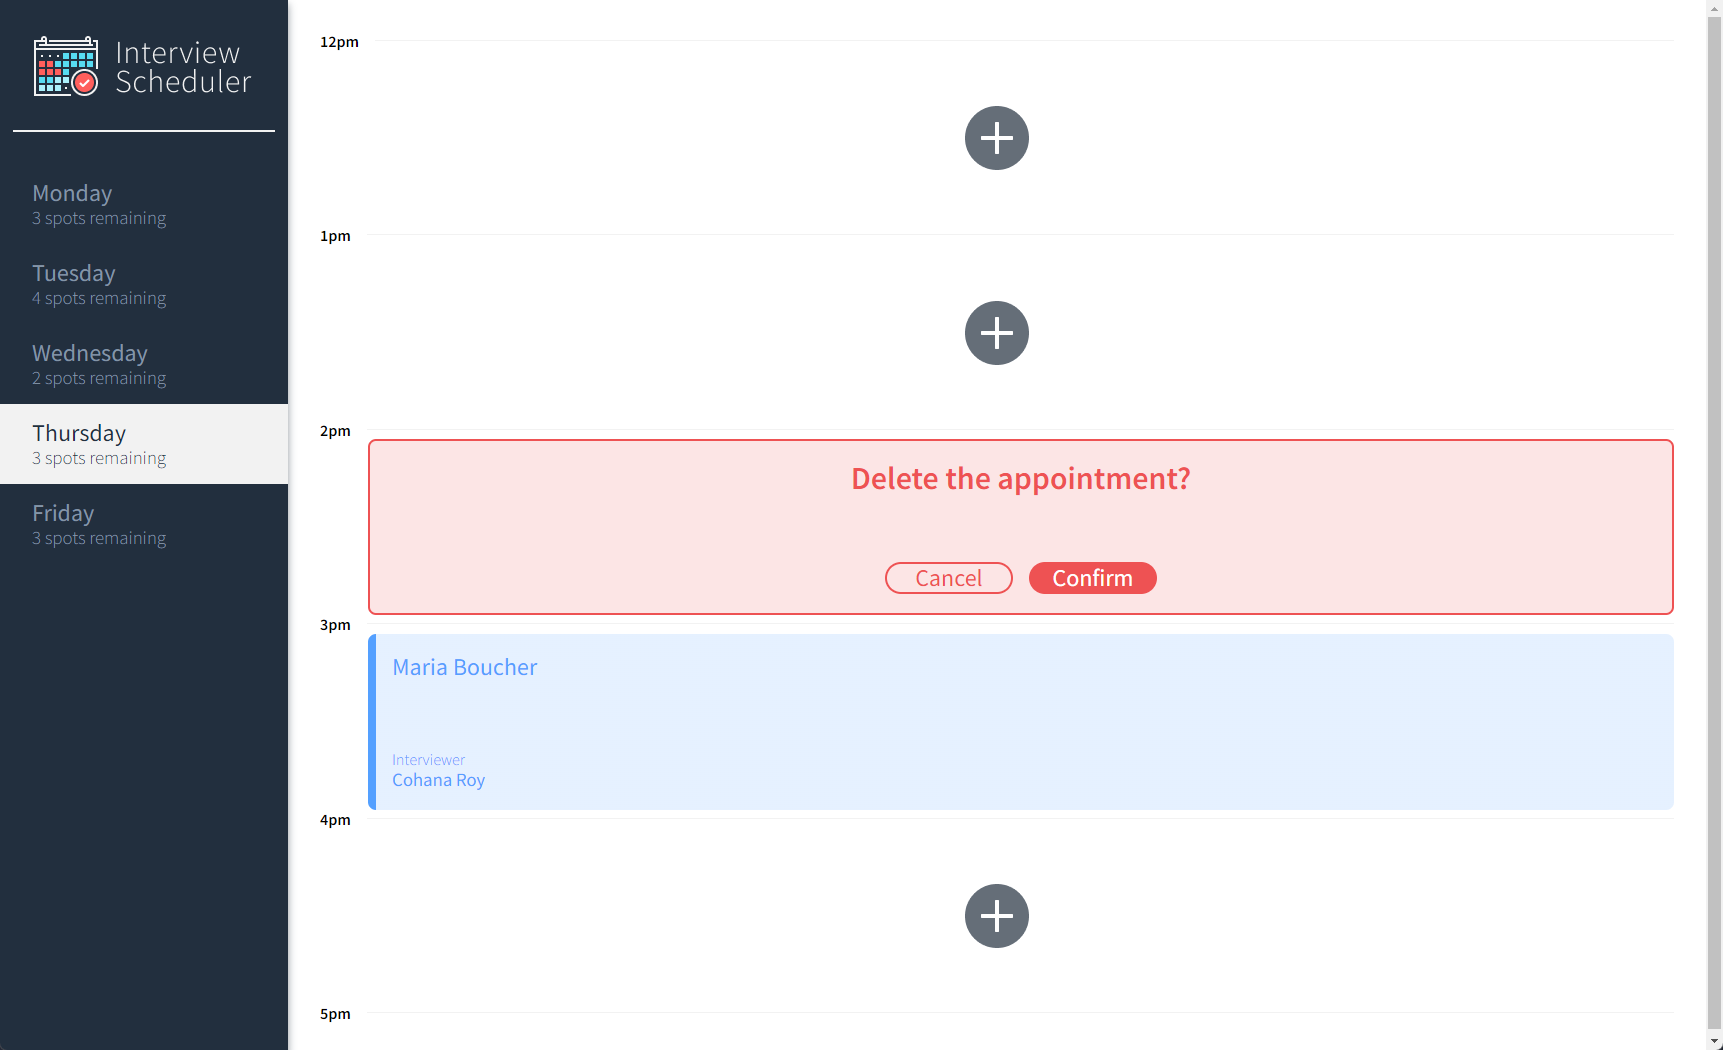 Interview
Scheduler
Monday
3 spots remaining
Tuesday
4 spots remaining
Wednesday
2 spots remaining
Thursday
3 spots remaining
Friday
3 spots remaining
12pm
1pm
2pm
Delete the appointment?
Cancel Confirm
3pm
Maria Boucher
Interviewer
Cohana Roy
4pm
5pm